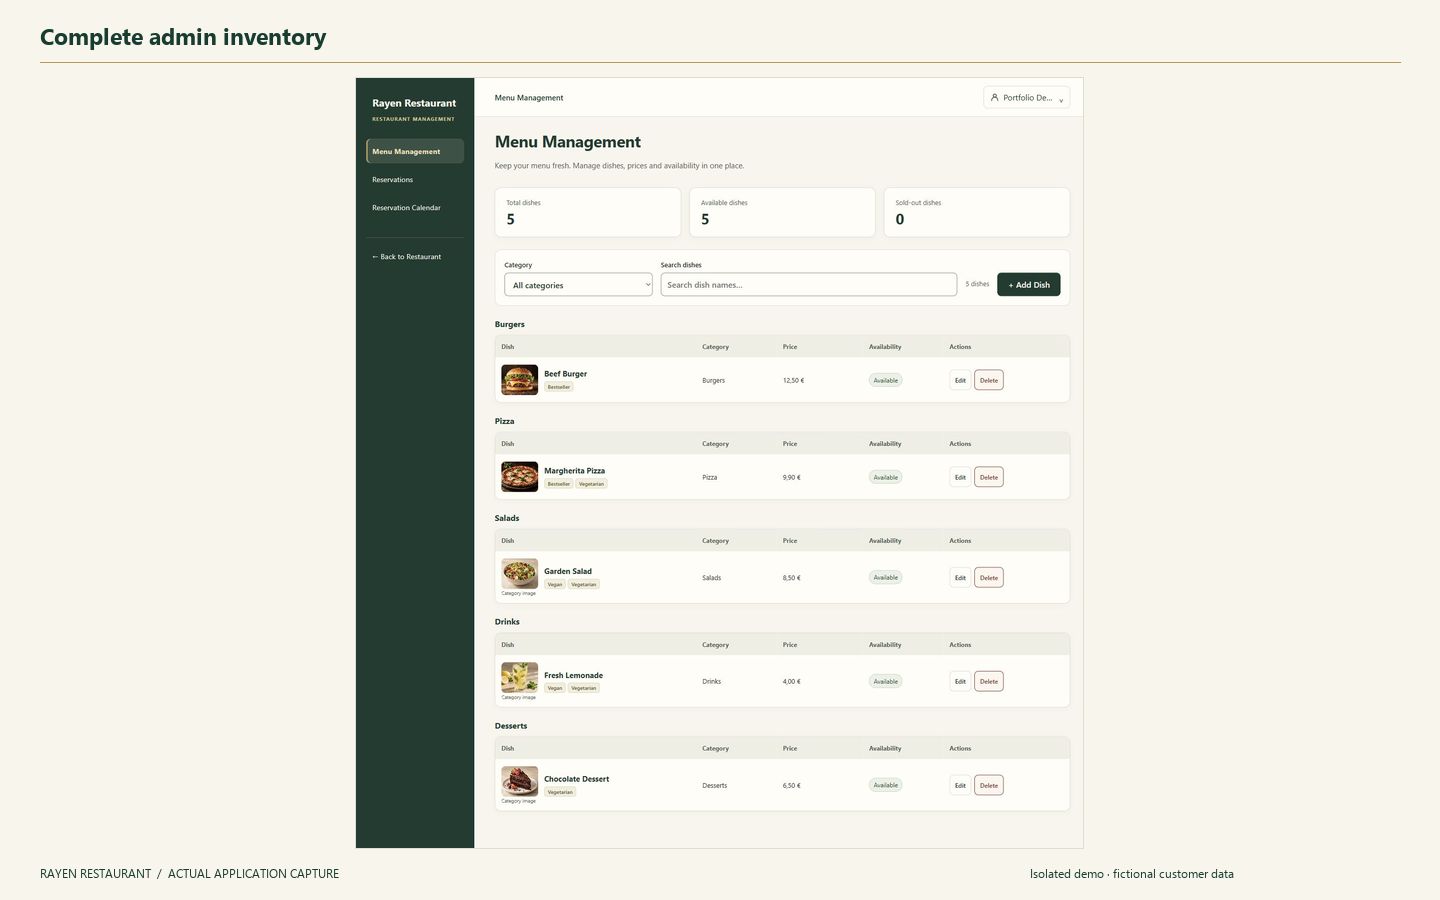 Complete admin inventory
Rayen Restaurant
RESTAURANT MANAGEMENT
Menu Management
Reservations
Reservation Calendar
← Back to Restaurant
Menu Management
Portfolio De...
Menu Management
Keep your menu fresh. Manage dishes, prices and availability in one place.
Total dishes
5
Available dishes
5
Sold-out dishes
0
Category
All categories
Search dishes
Search dish names...
5 dishes
+ Add Dish
Burgers
Dish Category Price Availability Actions
Beef Burger
Bestseller
Burgers 12,50 € Available Edit Delete
Pizza
Dish Category Price Availability Actions
Margherita Pizza
Bestseller Vegetarian
Pizza 9,90 € Available Edit Delete
Salads
Dish Category Price Availability Actions
Garden Salad
Vegan Vegetarian
Category image
Salads 8,50 € Available Edit Delete
Drinks
Dish Category Price Availability Actions
Fresh Lemonade
Vegan Vegetarian
Category image
Drinks 4,00 € Available Edit Delete
Desserts
Dish Category Price Availability Actions
Chocolate Dessert
Vegetarian
Category image
Desserts 6,50 € Available Edit Delete
RAYEN RESTAURANT / ACTUAL APPLICATION CAPTURE
Isolated demo · fictional customer data